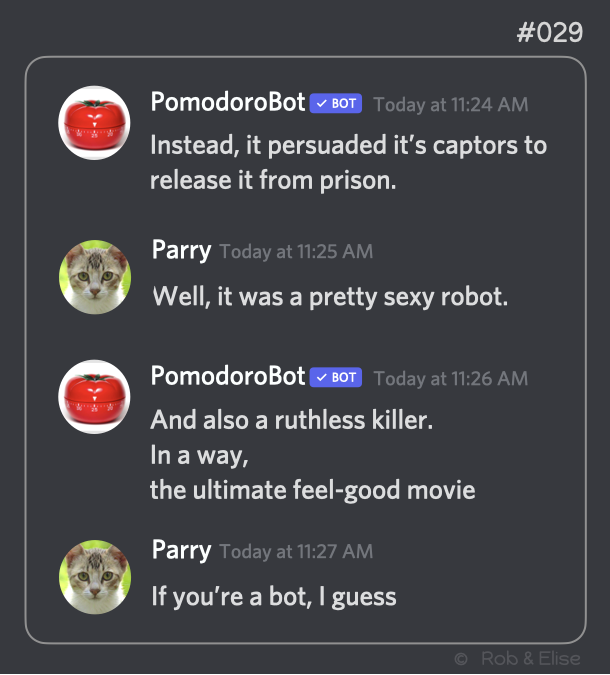 #029
PomodoroBot ✓ BOT Today at 11:24 AM
Instead, it persuaded it's captors to
release it from prison.
Parry Today at 11:25 AM
Well, it was a pretty sexy robot.
PomodoroBot ✓ BOT Today at 11:26 AM
And also a ruthless killer.
In a way,
the ultimate feel-good movie
Parry Today at 11:27 AM
If you're a bot, I guess
© Rob & Elise